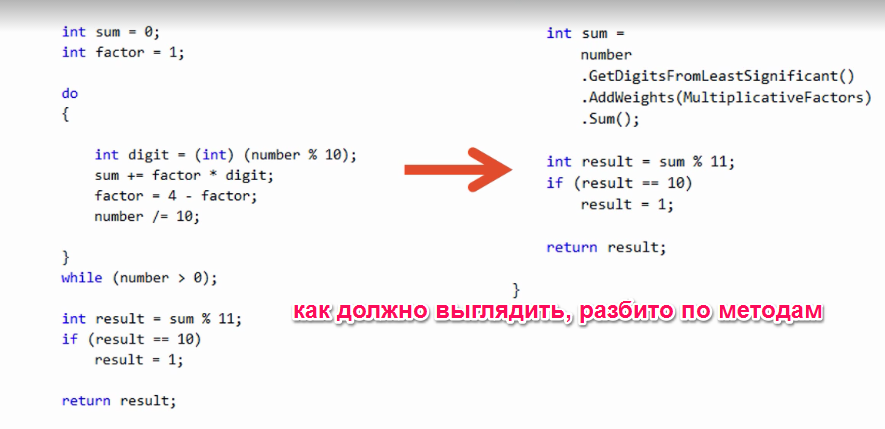 int sum = 0;
int factor = 1;
do
{
int digit = (int) (number % 10);
sum += factor * digit;
factor = 4 - factor;
number /= 10;
}
while (number > 0);
int result = sum % 11;
if (result == 10)
result = 1;
return result;
int sum =
number
.GetDigitsFromLeastSignificant()
.AddWeights(MultiplicativeFactors)
.Sum();
int result = sum % 11;
if (result == 10)
result = 1;
return result;
}
как должно выглядить, разбито по методам